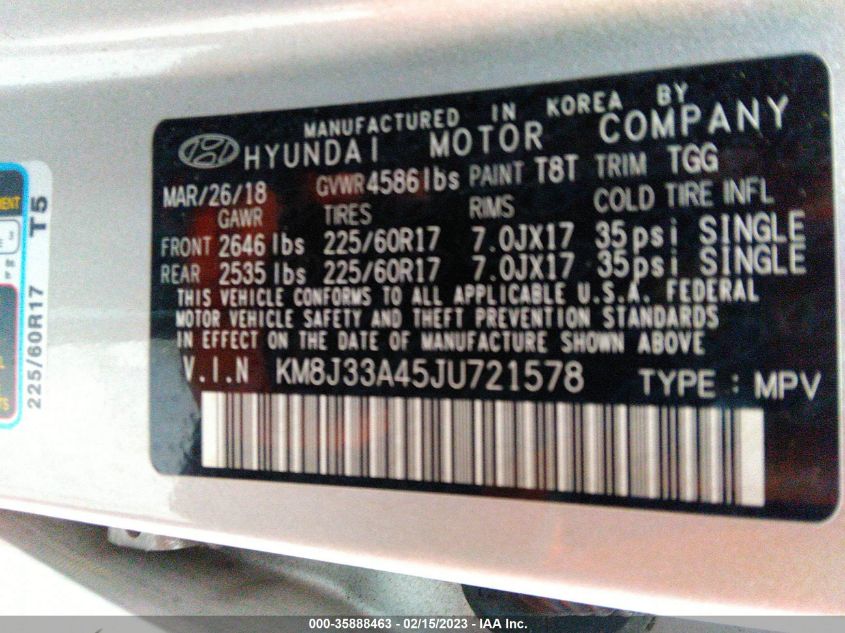 MANUFACTURED IN KOREA BY
HYUNDAI MOTOR COMPANY
MAR/26/18 GVWR 4586 lbs PAINT T8T TRIM TGG
GAWR TIRES RIMS COLD TIRE INFL
FRONT 2646 lbs 225/60R17 7.0JX17 35psi SINGLE
REAR 2535 lbs 225/60R17 7.0JX17 35psi SINGLE
THIS VEHICLE CONFORMS TO ALL APPLICABLE U.S.A. FEDERAL
MOTOR VEHICLE SAFETY AND THEFT PREVENTION STANDARDS
IN EFFECT ON THE DATE OF MANUFACTURE SHOWN ABOVE
V.I.N KM8J33A45JU721578 TYPE : MPV
225/60R17 T5
000-35888463 - 02/15/2023 - IAA Inc.